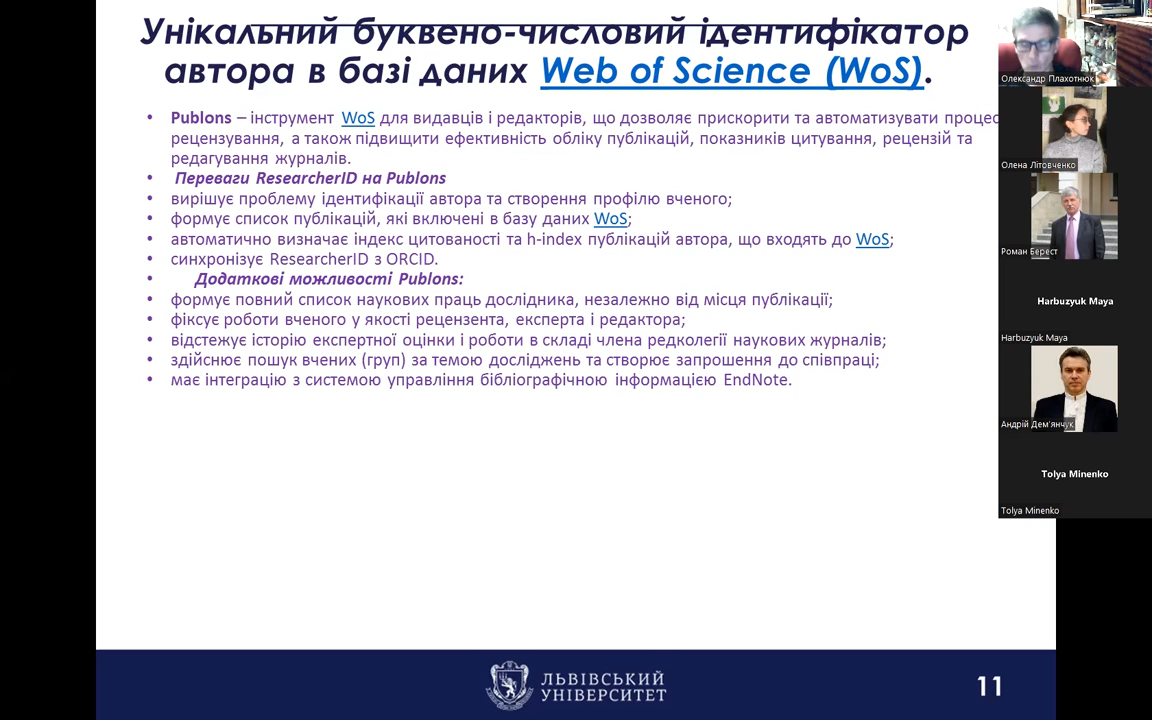 Унікальний буквено-числовий ідентифікатор
автора в базі даних Web of Science (WoS).
• Publons – інструмент WoS для видавців і редакторів, що дозволяє прискорити та автоматизувати процес
рецензування, а також підвищити ефективність обліку публікацій, показників цитування, рецензій та
редагування журналів.
• Переваги ResearcherID на Publons
• вирішує проблему ідентифікації автора та створення профілю вченого;
• формує список публікацій, які включені в базу даних WoS;
• автоматично визначає індекс цитованості та h-index публікацій автора, що входять до WoS;
• синхронізує ResearcherID з ORCID.
• Додаткові можливості Publons:
• формує повний список наукових праць дослідника, незалежно від місця публікації;
• фіксує роботи вченого у якості рецензента, експерта і редактора;
• відстежує історію експертної оцінки і роботи в складі члена редколегії наукових журналів;
• здійснює пошук вчених (груп) за темою досліджень та створює запрошення до співпраці;
• має інтеграцію з системою управління бібліографічною інформацією EndNote.
ЛЬВІВСЬКИЙ
УНІВЕРСИТЕТ
11
Олександр Плахотнюк
Олена Літовченко
Роман Берест
Harbuzyuk Maya
Harbuzyuk Maya
Андрій Дем'янчук
Tolya Minenko
Tolya Minenko